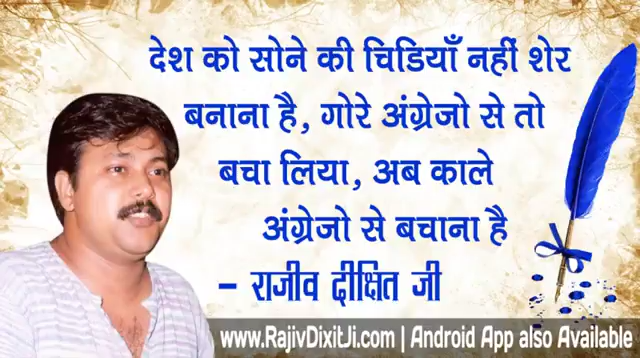 देश को सोने की चिडियाँ नहीं शेर
बनाना है, गोरे अंग्रेजो से तो
बचा लिया, अब काले
अंग्रेजो से बचाना है
– राजीव दीक्षित जी
www.RajivDixitJi.com | Android App also Available